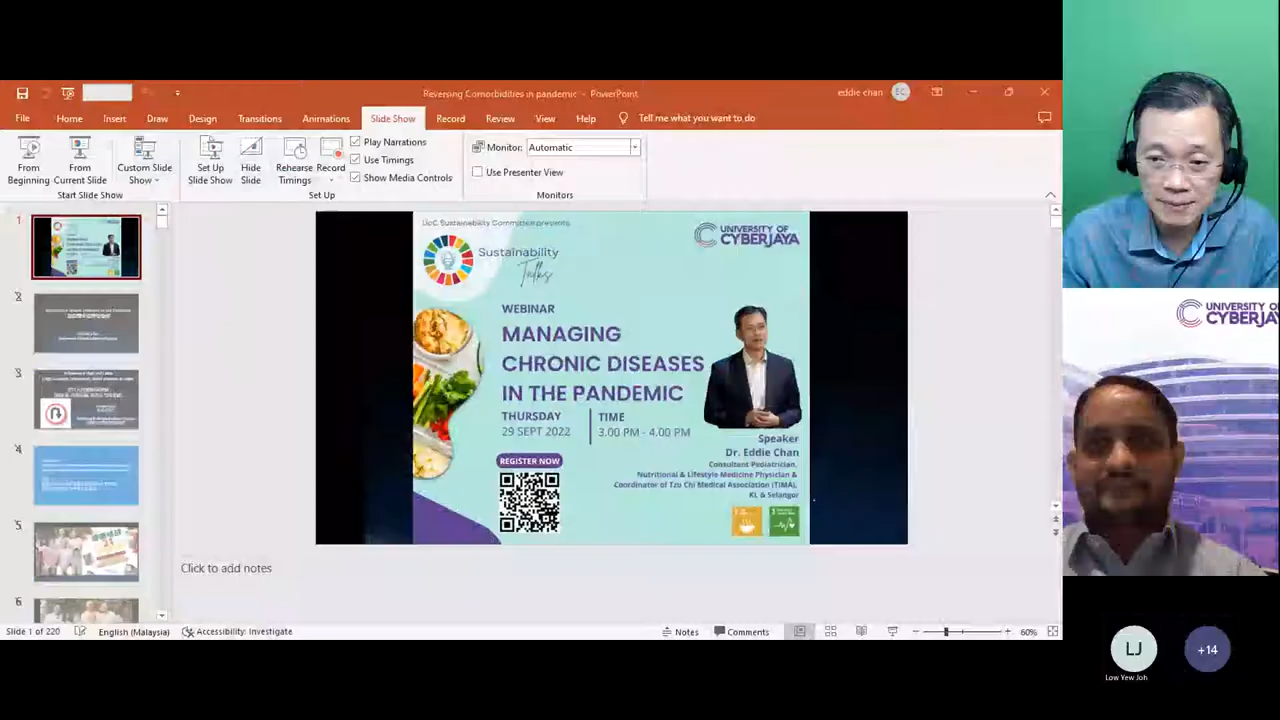 Reversing Comorbidities in pandemic - PowerPoint
eddie chan
EC
File
Home
Insert
Draw
Design
Transitions
Animations
Slide Show
Record
Review
View
Help
Tell me what you want to do
From Beginning
From Current Slide
Custom Slide Show
Start Slide Show
Set Up Slide Show
Hide Slide
Rehearse Timings
Record
Play Narrations
Use Timings
Show Media Controls
Set Up
Monitor: Automatic
Use Presenter View
Monitors
1
2
3
4
5
6
UoC Sustainability Committee presents
Sustainability
Talks
UNIVERSITY OF
CYBERJAYA
WEBINAR
MANAGING
CHRONIC DISEASES
IN THE PANDEMIC
THURSDAY
29 SEPT 2022
TIME
3.00 PM - 4.00 PM
REGISTER NOW
Speaker
Dr. Eddie Chan
Consultant Pediatrician,
Nutritional & Lifestyle Medicine Physician &
Coordinator of Tzu Chi Medical Association (TIMA),
KL & Selangor
Click to add notes
Slide 1 of 220
English (Malaysia)
Accessibility: Investigate
Notes
Comments
60%
UNIVERSITY OF
CYBERJAYA
LJ
Low Yew Joh
+14